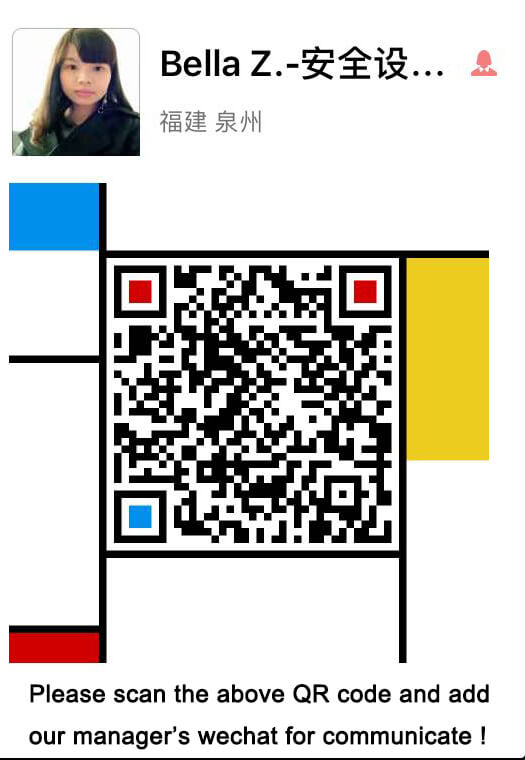 Bella Z.-安全设...
福建 泉州
Please scan the above QR code and add
our manager’s wechat for communicate !